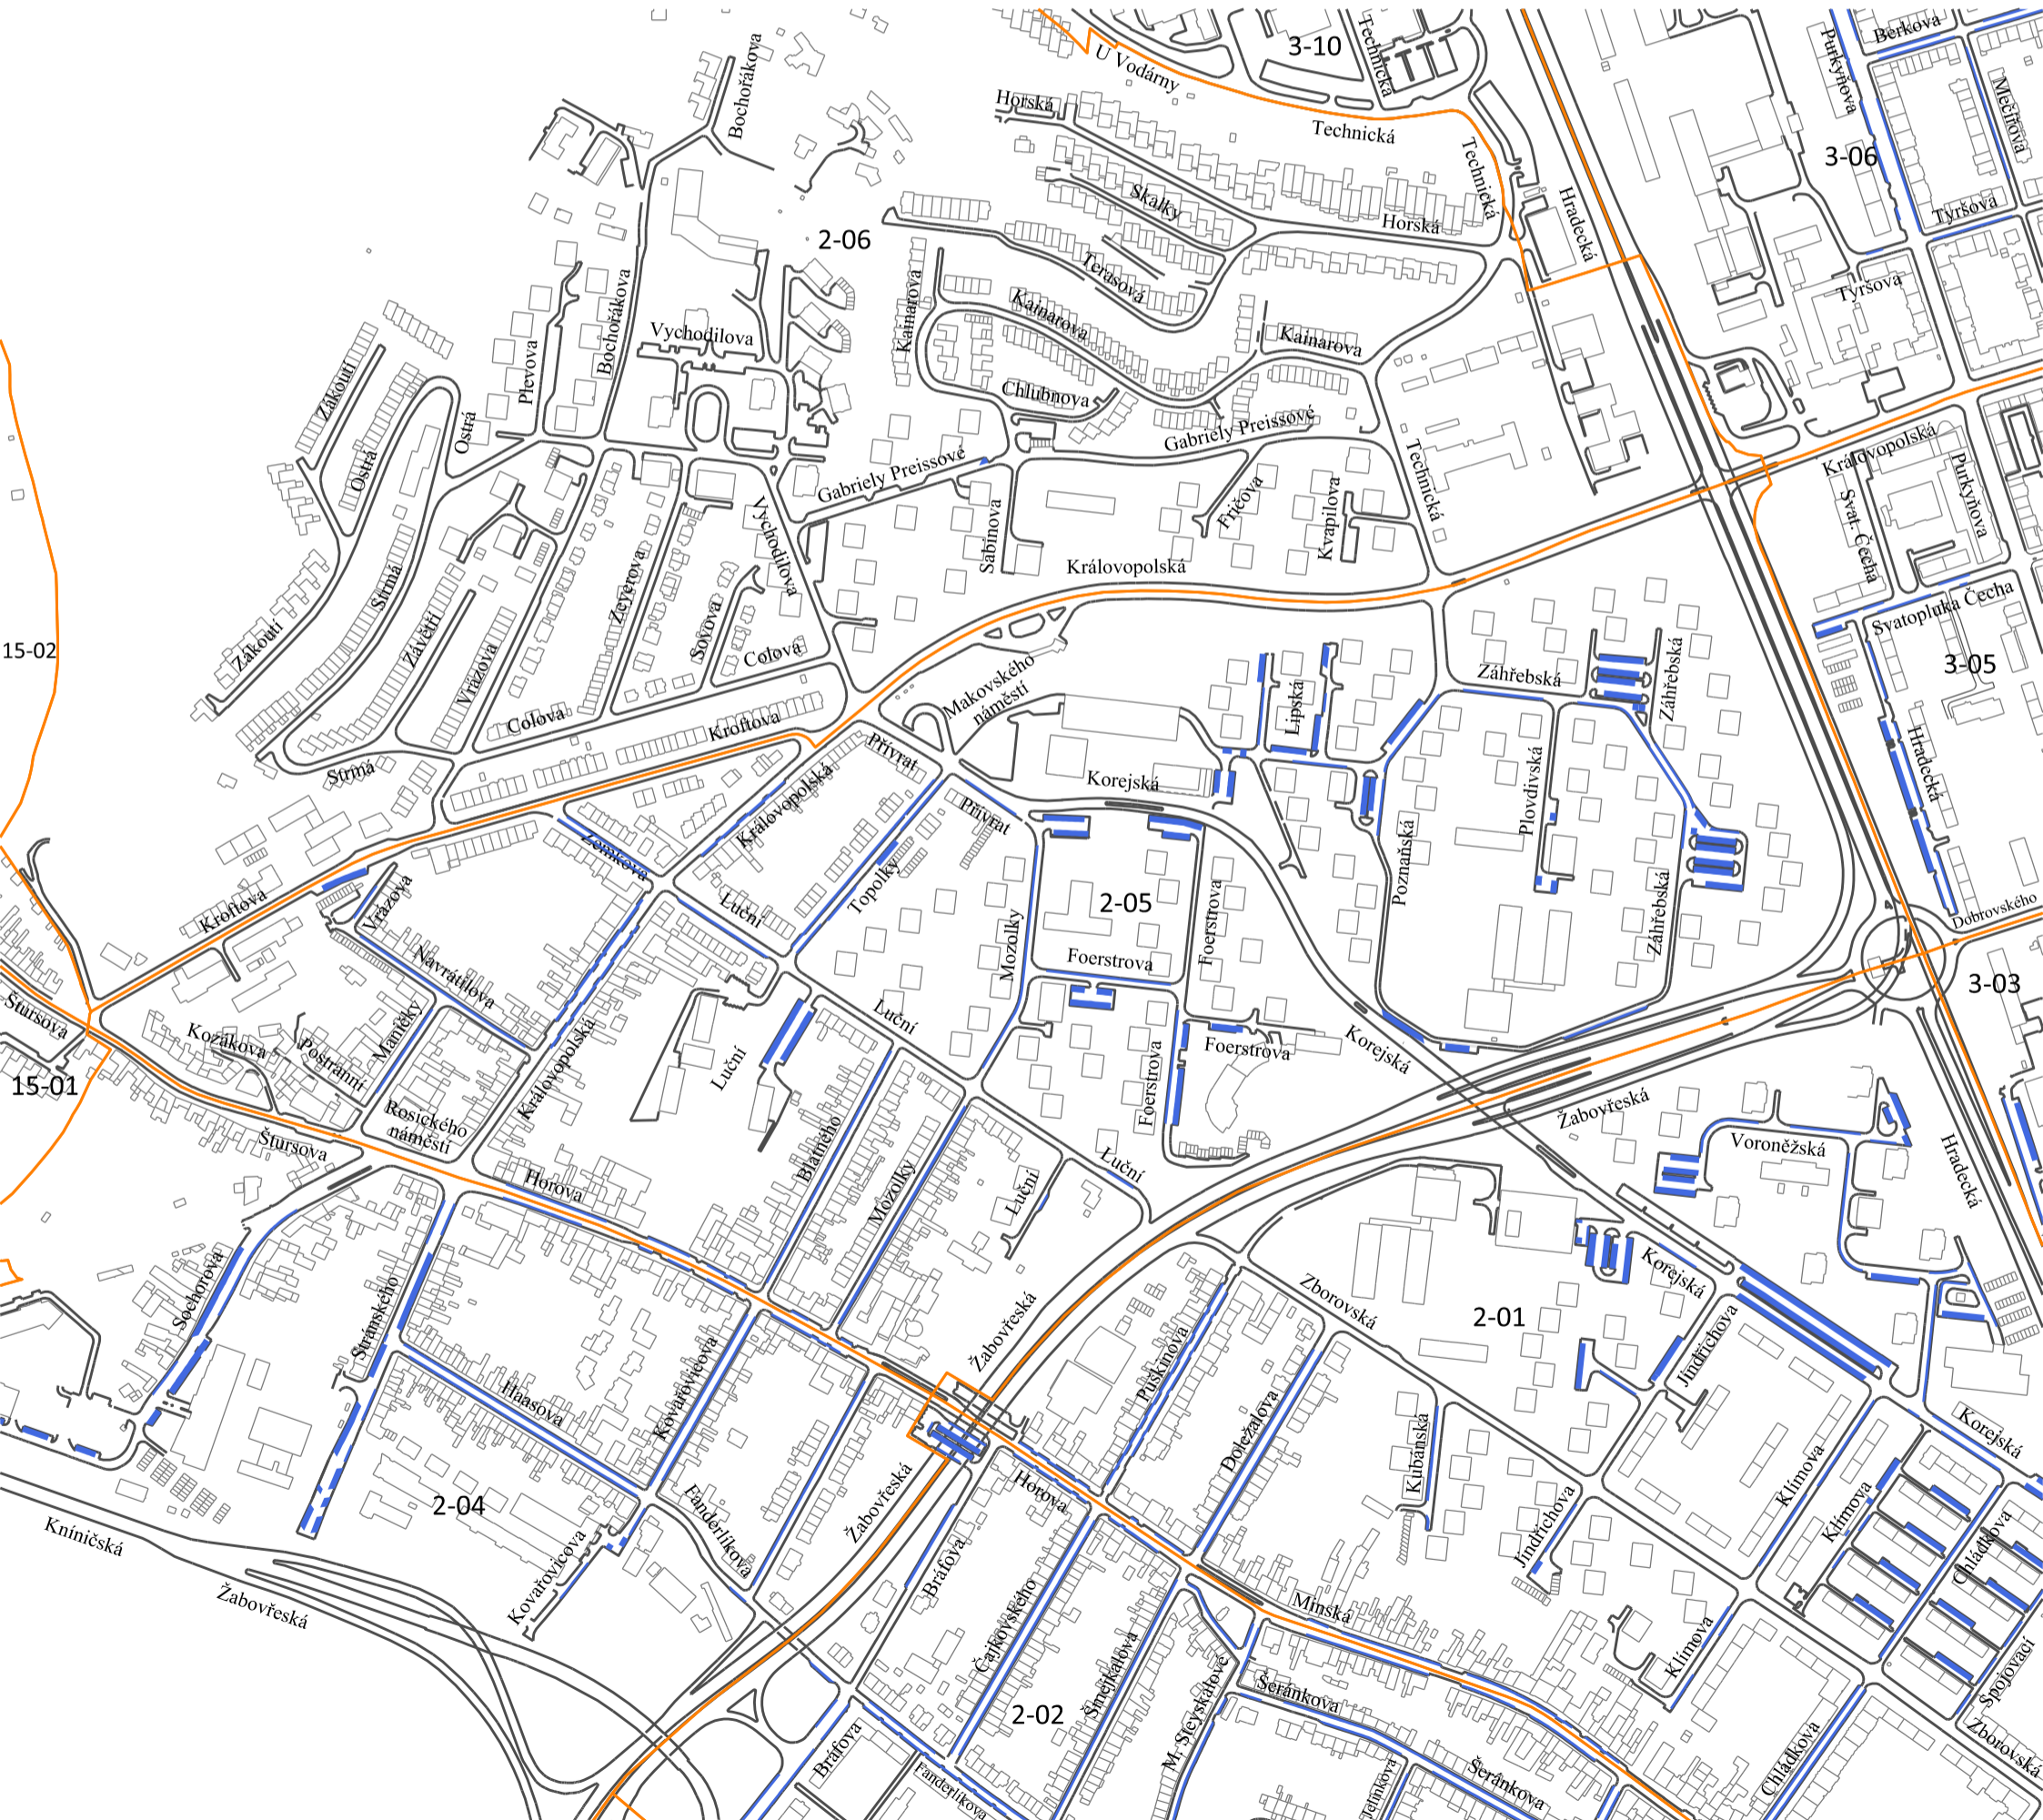 Bochořákova
U Vodárny
3-10
Technická
Berkova
Purkyňova
Mečířova
Horská
Technická
Technická
3-06
Skalky
Horská
Hradecká
Tyršova
2-06
Terasová
Tyršova
Kainarova
Kainarova
Kainarova
Bochořákova
Vychodilova
Plevova
Zákoutí
Ostrá
Ostrá
Chlubnova
Gabriely Preissové
Gabriely Preissové
Technická
Královopolská
Purkyňova
Svat. Čecha
Fričova
Kvapilova
Sabinova
Vychodilova
Královopolská
Zeyerova
Strmá
Sovova
Závětří
Vrázova
Zákoutí
15-02
Colova
Colova
Kroftova
Makovského
náměstí
Lipská
Záhřebská
Záhřebská
Svatopluka Čecha
3-05
Hradecká
Strmá
Přívrat
Přívrat
Korejská
Královopolská
Zemkova
Topolky
Luční
Plovdivská
Poznaňská
Záhřebská
Kroftova
Vrázova
Navrátilova
Maničky
2-05
Mozolky
Foerstrova
Foerstrova
Foerstrova
Foerstrova
Dobrovského
3-03
Štursova
15-01
Kozákova
Postranní
Rosického
náměstí
Královopolská
Luční
Luční
Korejská
Žabovřeská
Voroněžská
Hradecká
Štursova
Horova
Blatného
Mozolky
Luční
Luční
Sochorova
Stránského
Haasova
Kovařovicova
Žabovřeská
Zborovská
2-01
Korejská
Jindřichova
Puškinova
Doležalova
Kubánská
Horova
Žabovřeská
Fanderlíkova
Kovařovicova
2-04
Kníničská
Žabovřeská
Bráfova
Čajkovského
Šmejkalova
2-02
M. Steyskalové
Minská
Šeránkova
Šeránkova
Jindřichova
Klímova
Klímova
Klímova
Korejská
Chládkova
Chládkova
Spojovací
Zborovská
Bráfova
Fanderlíkova